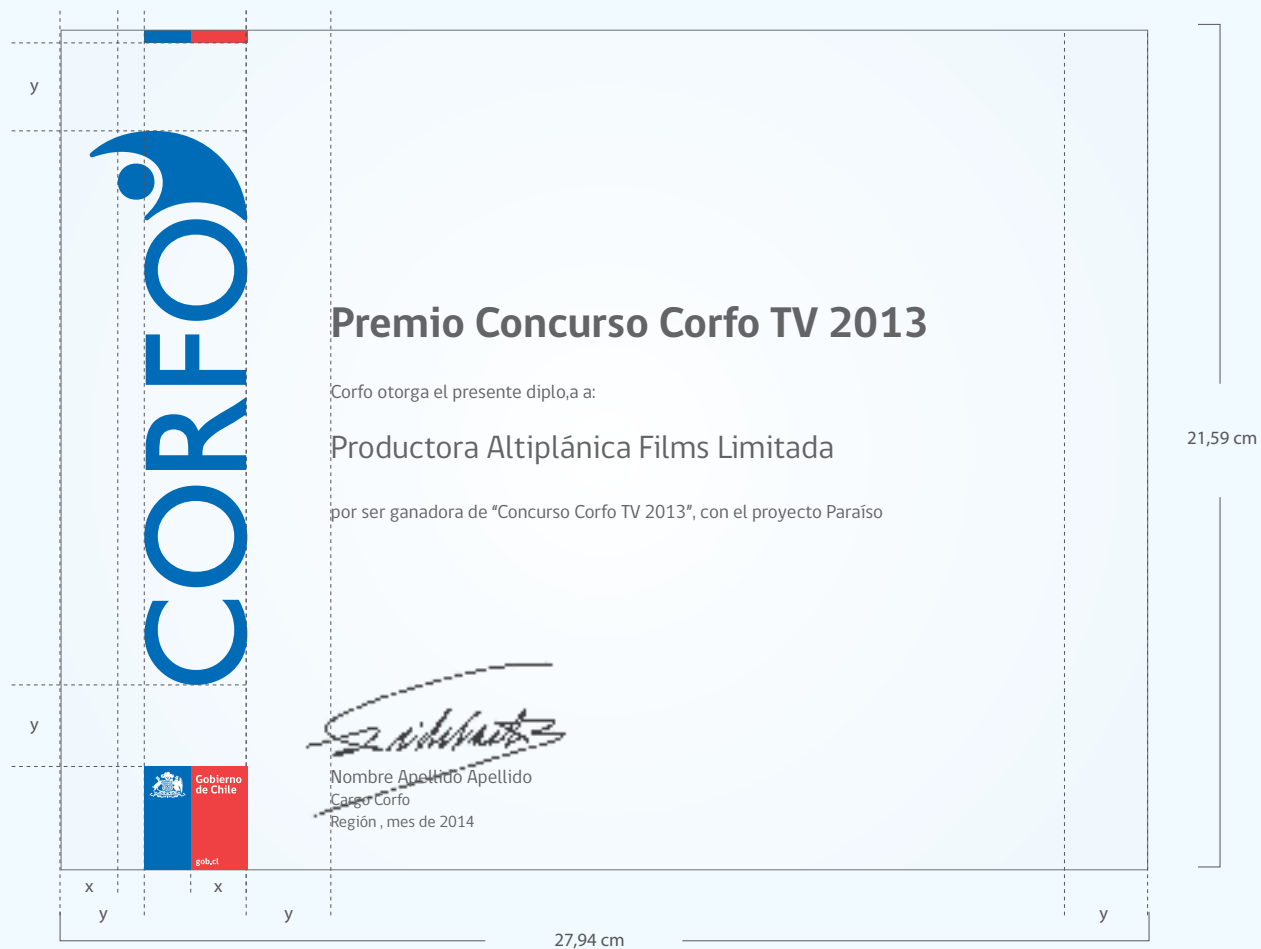 y
CORFO
Premio Concurso Corfo TV 2013
Corfo otorga el presente diplo,a a:
Productora Altiplánica Films Limitada
21,59 cm
por ser ganadora de “Concurso Corfo TV 2013”, con el proyecto Paraíso
y
Nombre Apellido Apellido
Cargo Corfo
Región , mes de 2014
Gobierno
de Chile
gob.cl
x x
y y y
27,94 cm